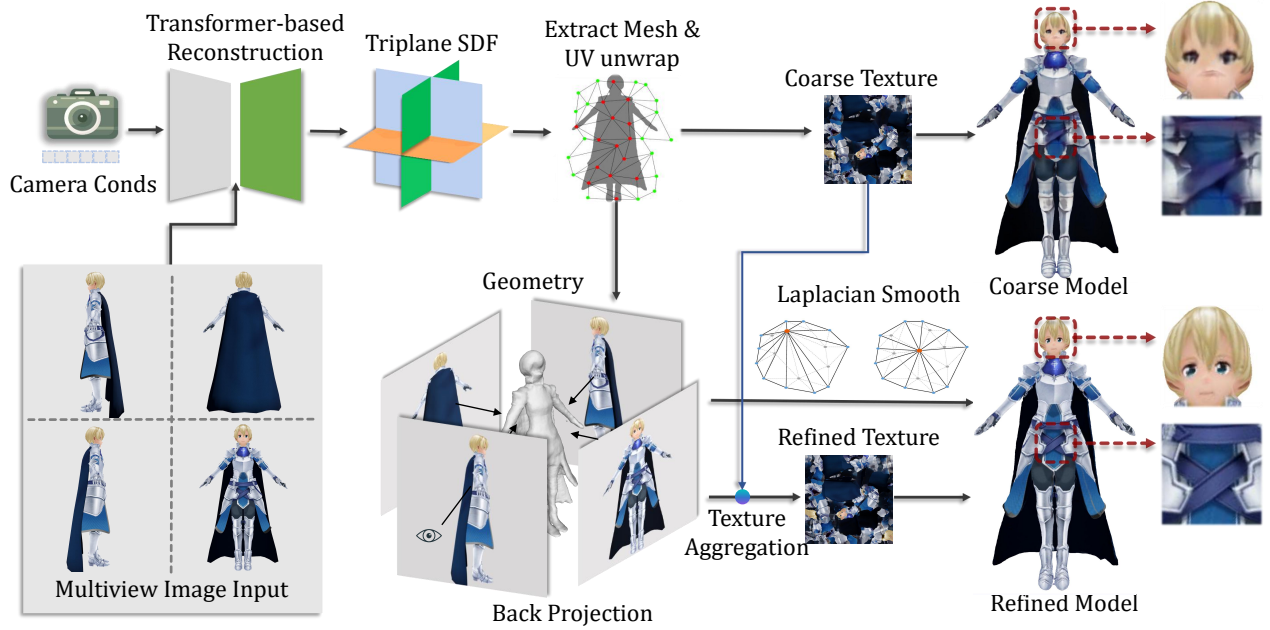 Transformer-based
Reconstruction
Triplane SDF
Extract Mesh &
UV unwrap
Coarse Texture
Camera Conds
Geometry
Laplacian Smooth
Coarse Model
Refined Texture
Texture
Aggregation
Multiview Image Input
Back Projection
Refined Model